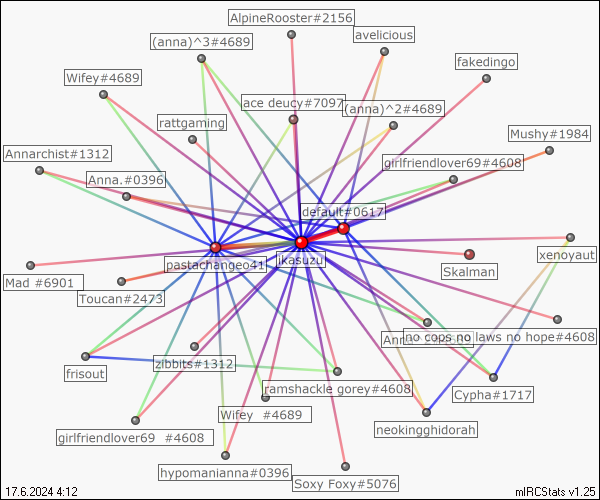 AlpineRooster#2156
(anna)^3#4689
avelicious
fakedingo
Wifey#4689
ace deucy#7097
(anna)^2#4689
rattgaming
Mushy#1984
Annarchist#1312
girlfriendlover69#4608
Anna.#0396
default#0617
xenoyaut
pastachangeo41
ikasuzu
Skalman
Mad #6901
Toucan#2473
no cops no laws no hope#4608
zibbits#1312
frisout
ramshackle gorey#4608
Cypha#1717
Wifey #4689
neokingghidorah
girlfriendlover69 #4608
hypomanianna#0396
Soxy Foxy#5076
17.6.2024 4:12
mIRCStats v1.25